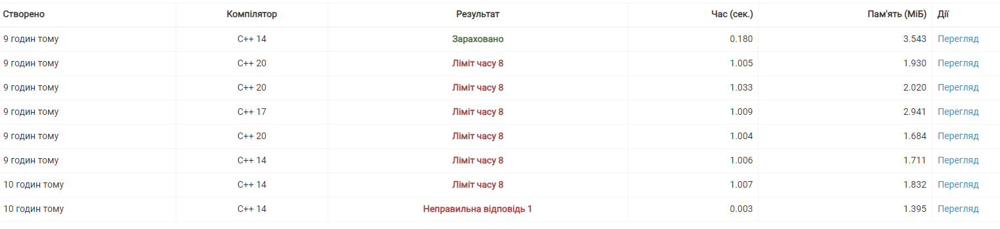 Створено Компілятор Результат Час (сек.) Пам'ять (МіБ) Дії
9 годин тому C++ 14 Зараховано 0.180 3.543 Перегляд
9 годин тому C++ 20 Ліміт часу 8 1.005 1.930 Перегляд
9 годин тому C++ 20 Ліміт часу 8 1.033 2.020 Перегляд
9 годин тому C++ 17 Ліміт часу 8 1.009 2.941 Перегляд
9 годин тому C++ 20 Ліміт часу 8 1.004 1.684 Перегляд
9 годин тому C++ 14 Ліміт часу 8 1.006 1.711 Перегляд
10 годин тому C++ 14 Ліміт часу 8 1.007 1.832 Перегляд
10 годин тому C++ 14 Неправильна відповідь 1 0.003 1.395 Перегляд